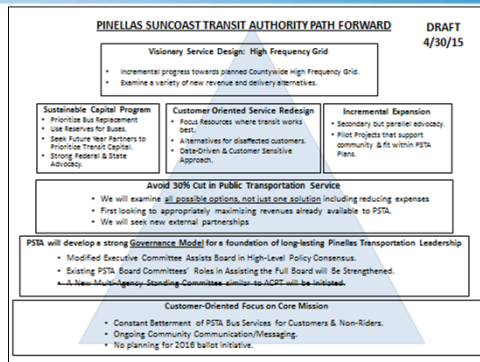 PINELLAS SUNCOAST TRANSIT AUTHORITY PATH FORWARD
DRAFT
4/30/15
Visionary Service Design: High Frequency Grid
• Incremental progress towards planned Countywide High Frequency Grid.
• Examine a variety of new revenue and delivery alternatives.
Sustainable Capital Program
• Prioritize Bus Replacement
• Use Reserves for Buses.
• Seek Future Year Partners to
Prioritize Transit Capital.
• Strong Federal & State
Advocacy.
Customer Oriented Service Redesign
• Focus Resources where transit works
best.
• Alternatives for disaffected customers.
• Data-Driven & Customer Sensitive
Approach.
Incremental Expansion
• Secondary but parallel advocacy.
• Pilot Projects that support
community & fit within PSTA
Plans.
Avoid 30% Cut in Public Transportation Service
• We will examine all possible options, not just one solution including reducing expenses
• First looking to appropriately maximizing revenues already available to PSTA.
• We will seek new external partnerships
PSTA will develop a strong Governance Model for a foundation of long-lasting Pinellas Transportation Leadership
• Modified Executive Committee Assists Board in High-Level Policy Consensus.
• Existing PSTA Board Committees' Roles in Assisting the Full Board will Be Strengthened.
• A New Multi-Agency Standing Committee similar to ACPT will be initiated.
Customer-Oriented Focus on Core Mission
• Constant Betterment of PSTA Bus Services for Customers & Non-Riders.
• Ongoing Community Communication/Messaging.
• No planning for 2016 ballot initiative.